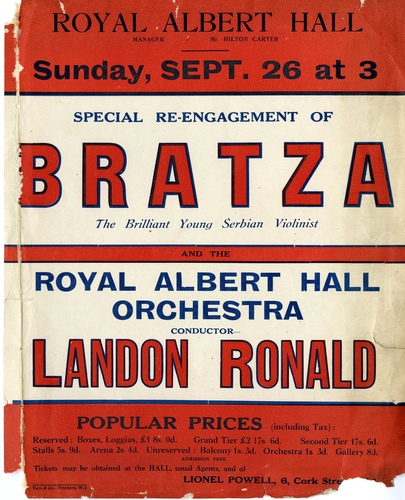 ROYAL ALBERT HALL
MANAGER Mr. HILTON CARTER
Sunday, SEPT. 26 at 3
SPECIAL RE-ENGAGEMENT OF
BRATZA
The Brilliant Young Serbian Violinist
AND THE
ROYAL ALBERT HALL
ORCHESTRA
CONDUCTOR—
LANDON RONALD
POPULAR PRICES (including Tax):
Reserved: Boxes, Loggias, £1 8s. 0d. Grand Tier £2 17s 6d. Second Tier 17s. 6d.
Stalls 5s. 9d. Arena 2s. 4d. Unreserved: Balcony 1s. 3d. Orchestra 1s 3d. Gallery 8d.
ADMISSION FREE
Tickets may be obtained at the HALL, usual Agents, and of
LIONEL POWELL, 6, Cork